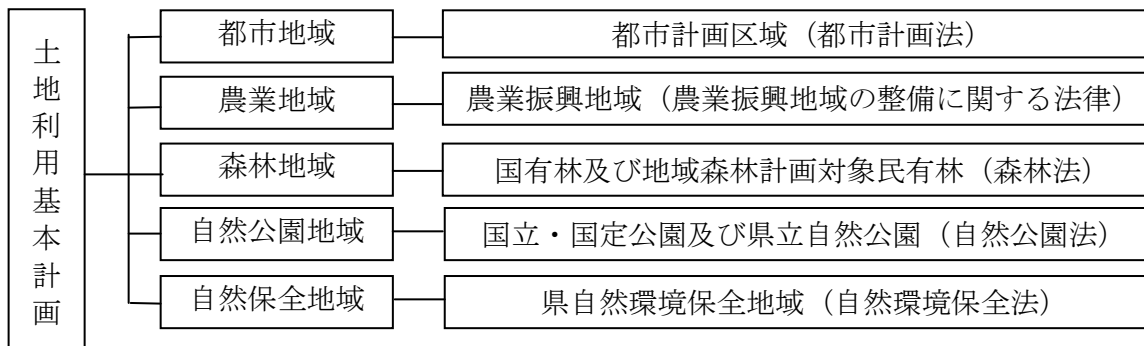 土地利用基本計画
都市地域
都市計画区域（都市計画法）
農業地域
農業振興地域（農業振興地域の整備に関する法律）
森林地域
国有林及び地域森林計画対象民有林（森林法）
自然公園地域
国立・国定公園及び県立自然公園（自然公園法）
自然保全地域
県自然環境保全地域（自然環境保全法）